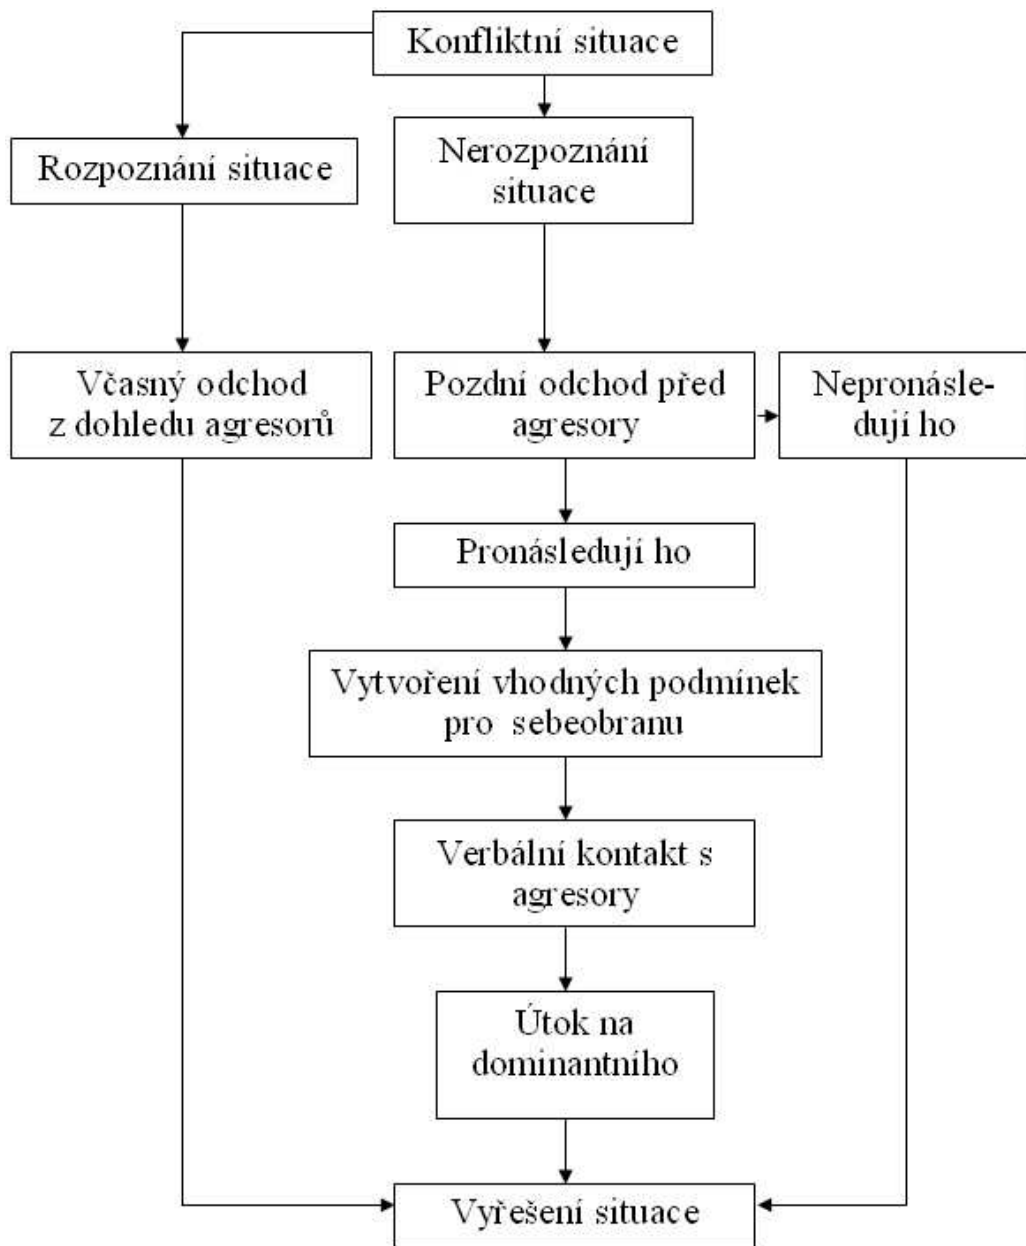 Konfliktní situace
Rozpoznání situace
Nerozpoznání
situace
Včasný odchod
z dohledu agresorů
Pozdní odchod před
agresory
Nepronásle-
dují ho
Pronásledují ho
Vytvoření vhodných podmínek
pro sebeobranu
Verbální kontakt s
agresory
Útok na
dominantního
Vyřešení situace